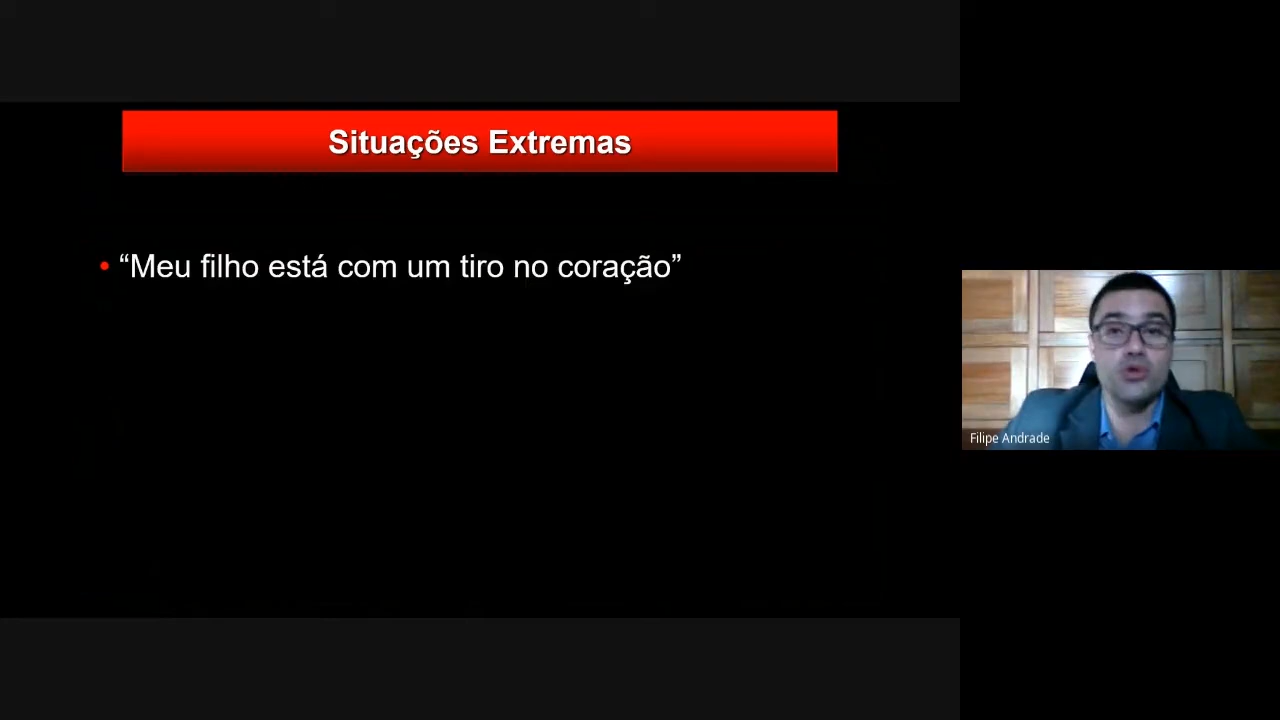 Situações Extremas
• “Meu filho está com um tiro no coração”
Filipe Andrade